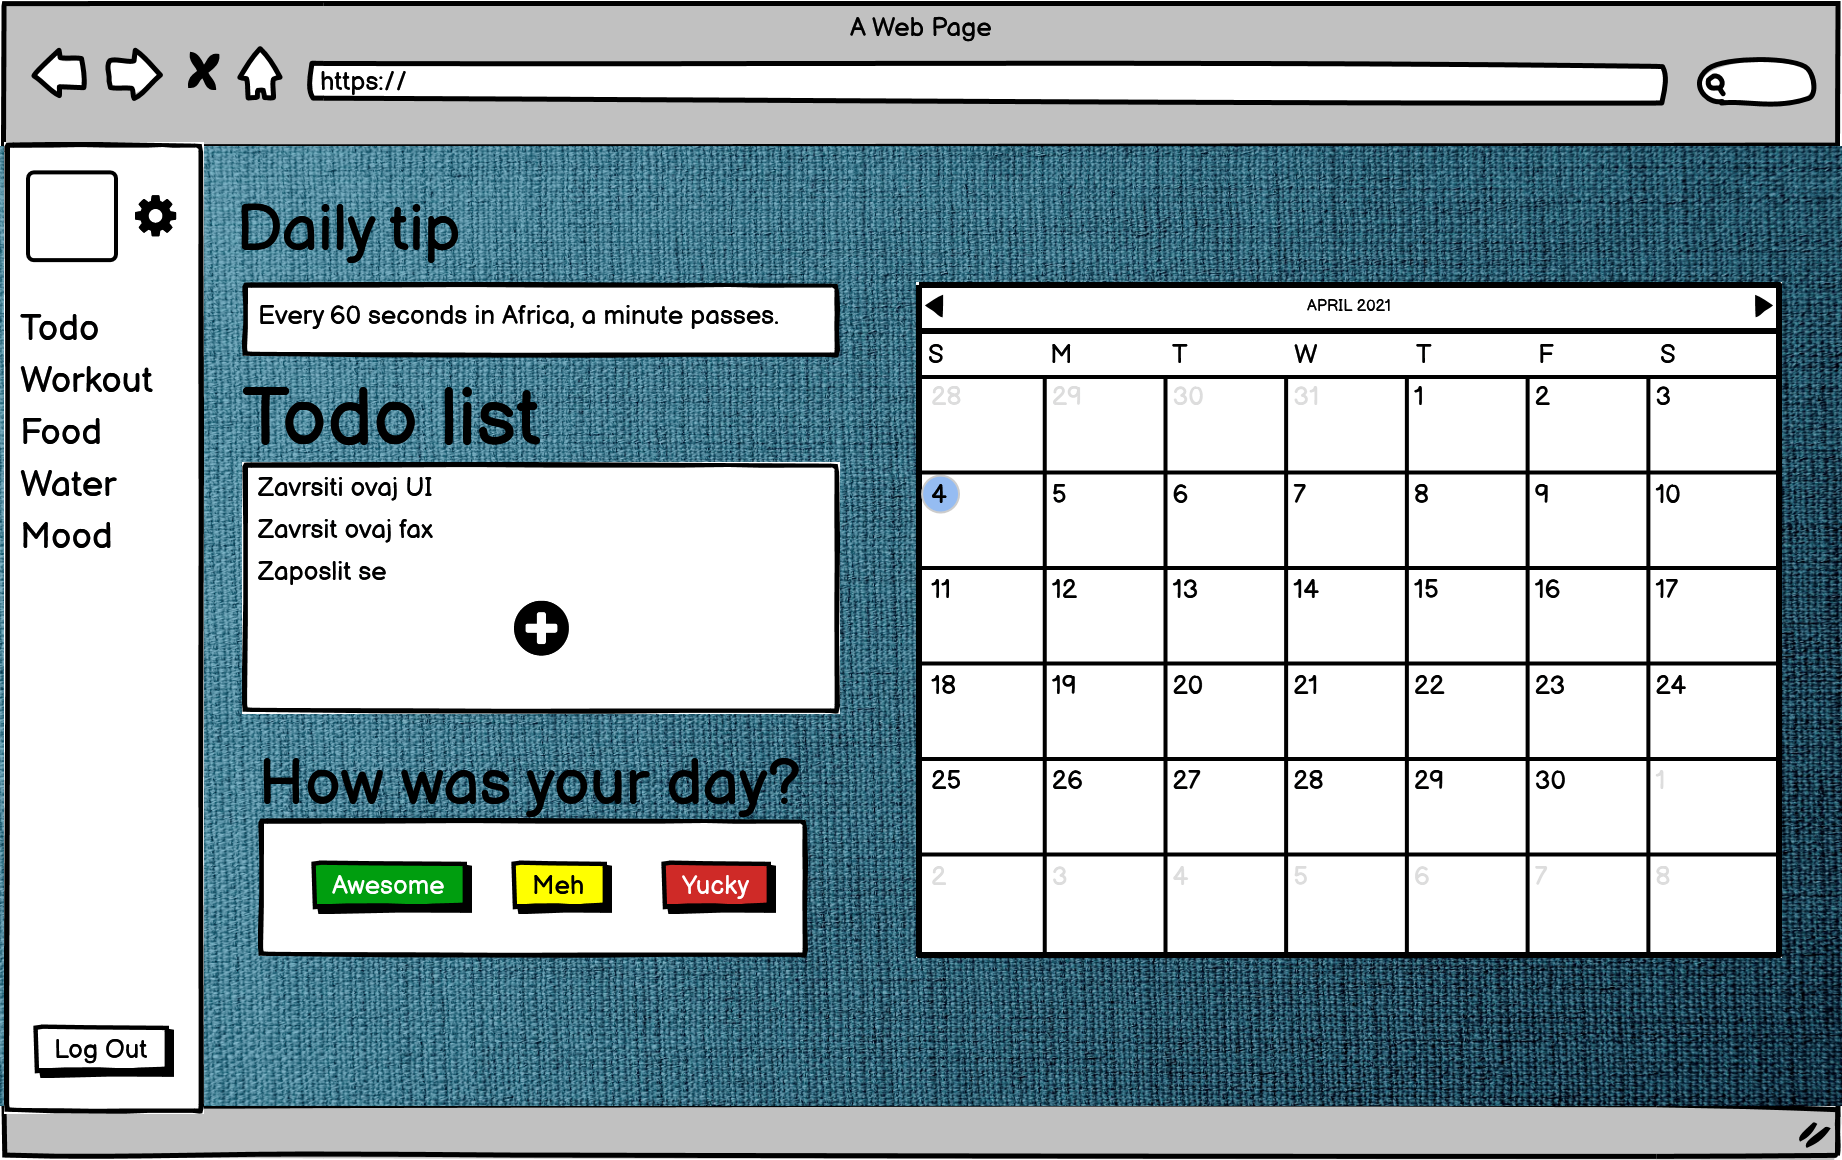 A Web Page
https://
Todo
Workout
Food
Water
Mood
Log Out
Daily tip
Every 60 seconds in Africa, a minute passes.
Todo list
Zavrsiti ovaj UI
Zavrsit ovaj fax
Zaposlit se
How was your day?
Awesome Meh Yucky
APRIL 2021
S M T W T F S
28 29 30 31 1 2 3
4 5 6 7 8 9 10
11 12 13 14 15 16 17
18 19 20 21 22 23 24
25 26 27 28 29 30 1
2 3 4 5 6 7 8